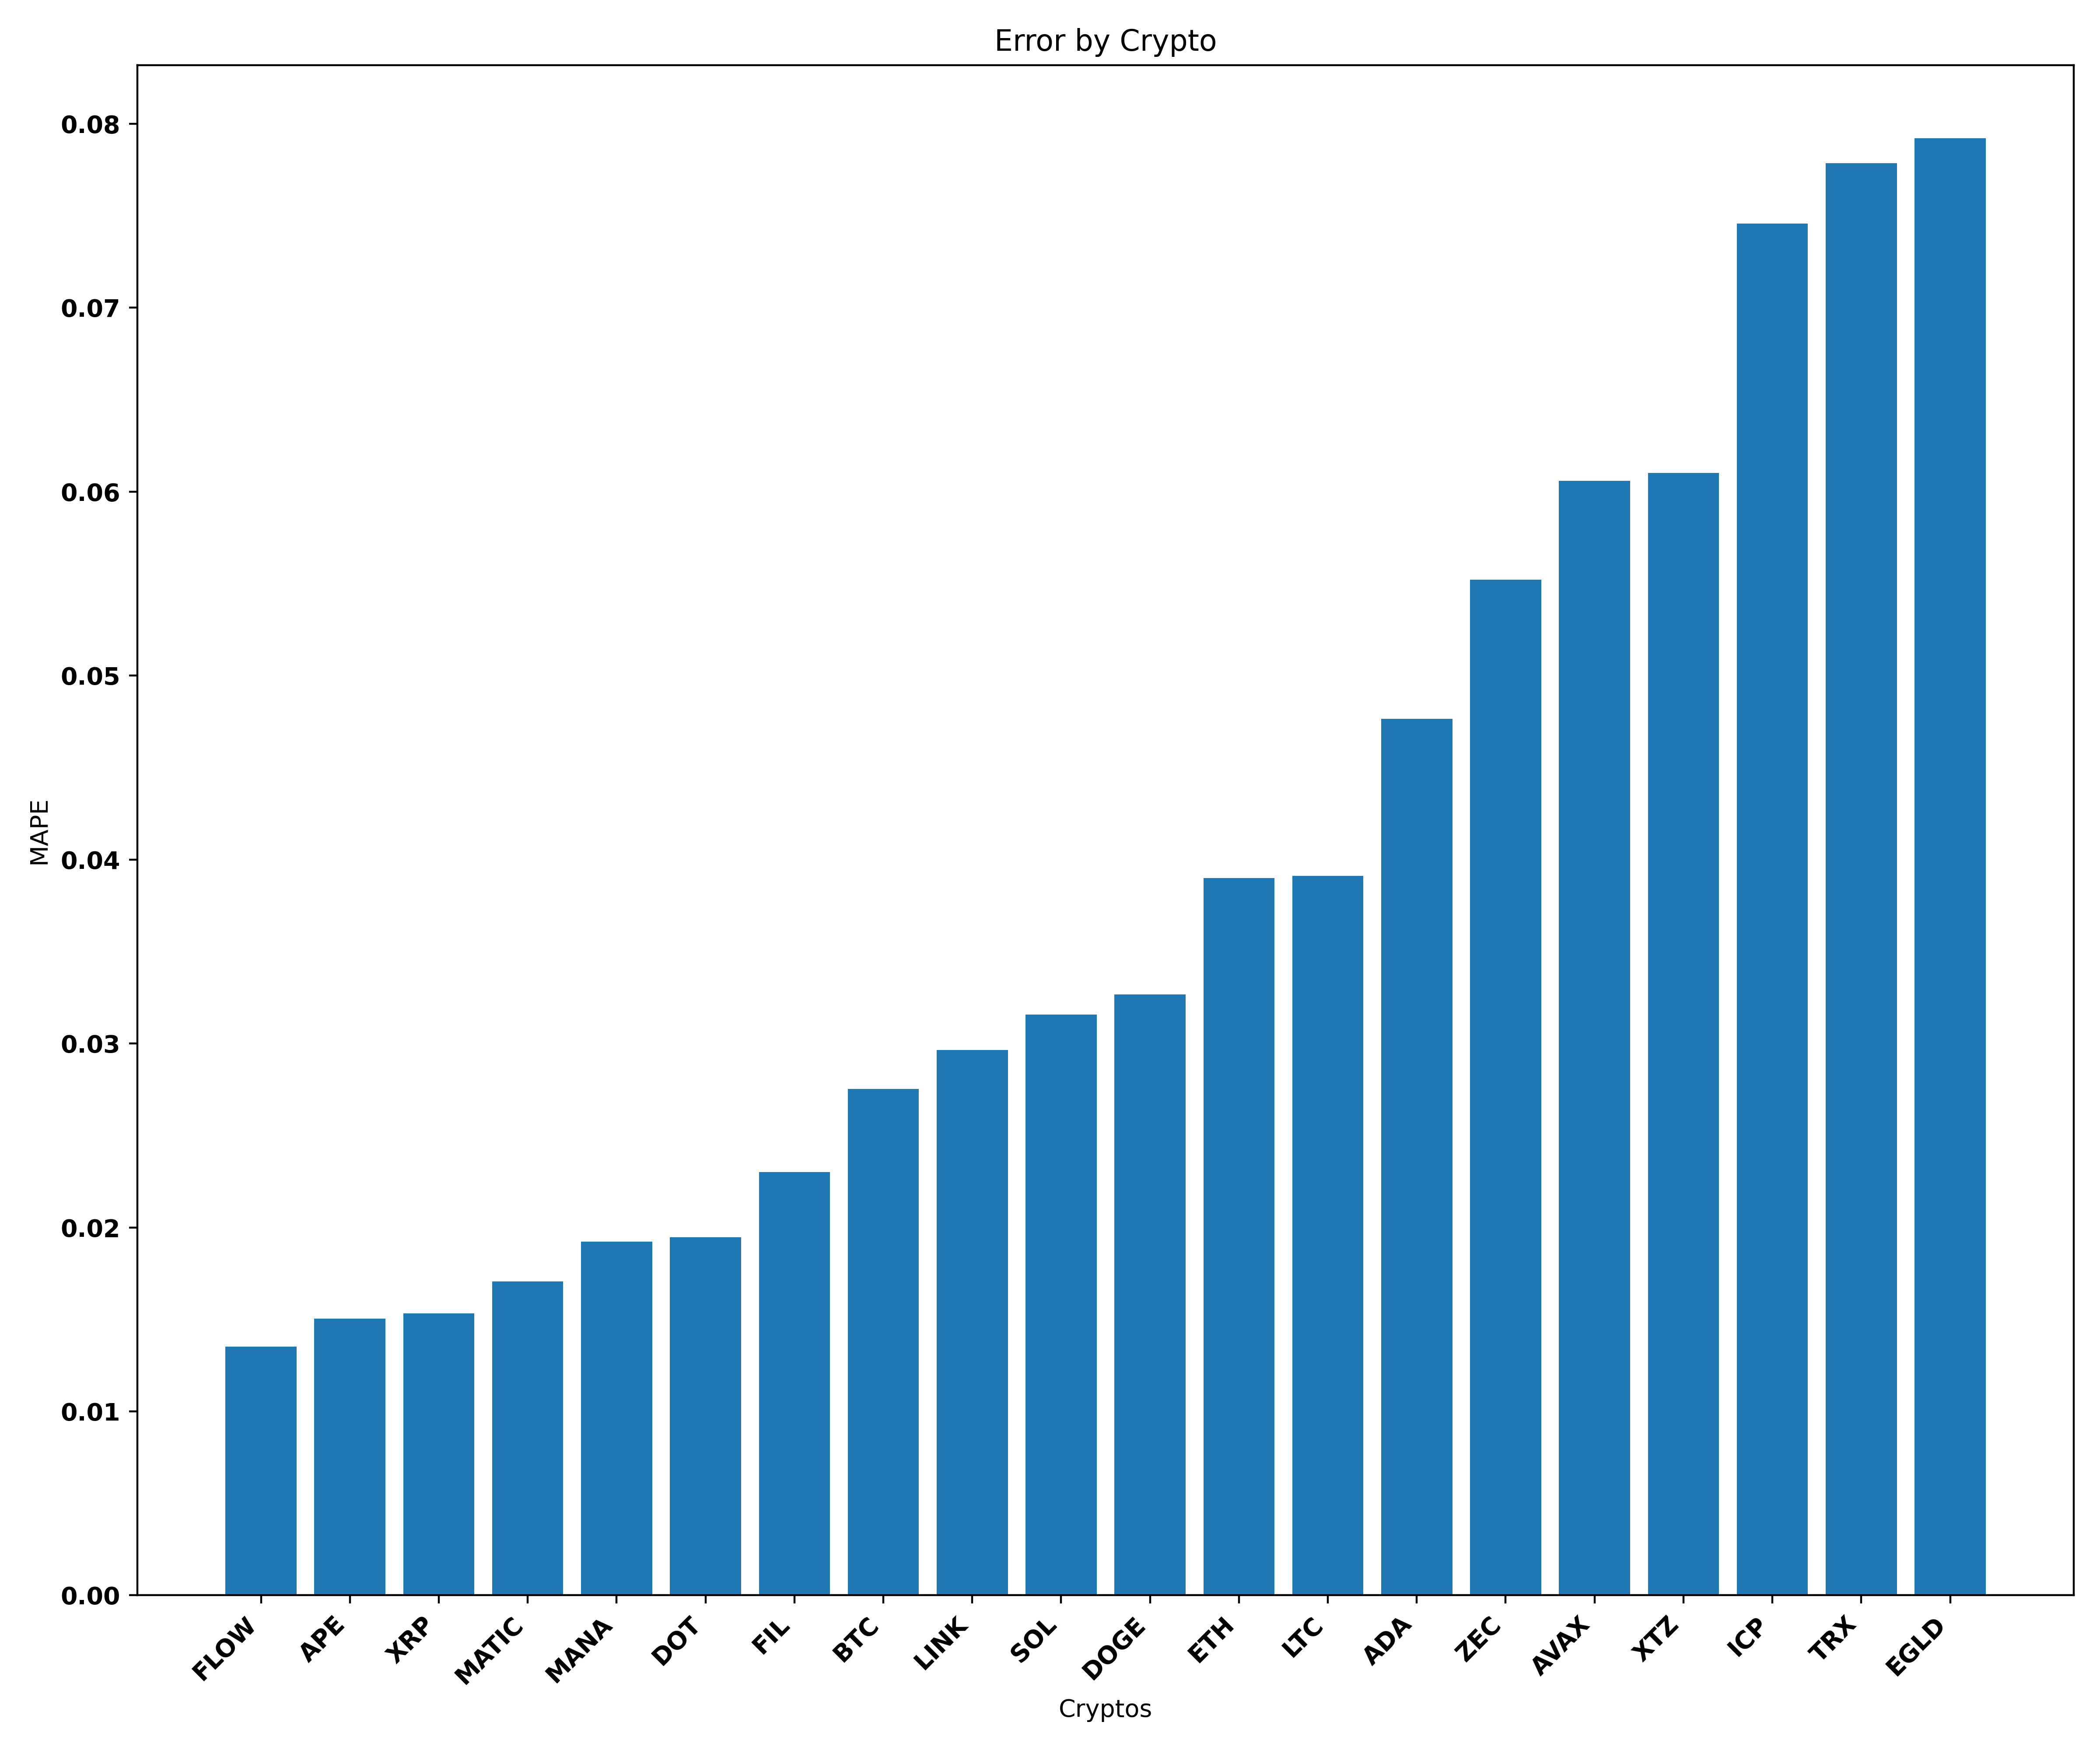 Error by Crypto
0.08
0.07
0.06
0.05
0.04
0.03
0.02
0.01
0.00
MAPE
FLOW
APE
XRP
MATIC
MANA
DOT
FIL
BTC
LINK
SOL
DOGE
ETH
LTC
ADA
ZEC
AVAX
XTZ
ICP
TRX
EGLD
Cryptos